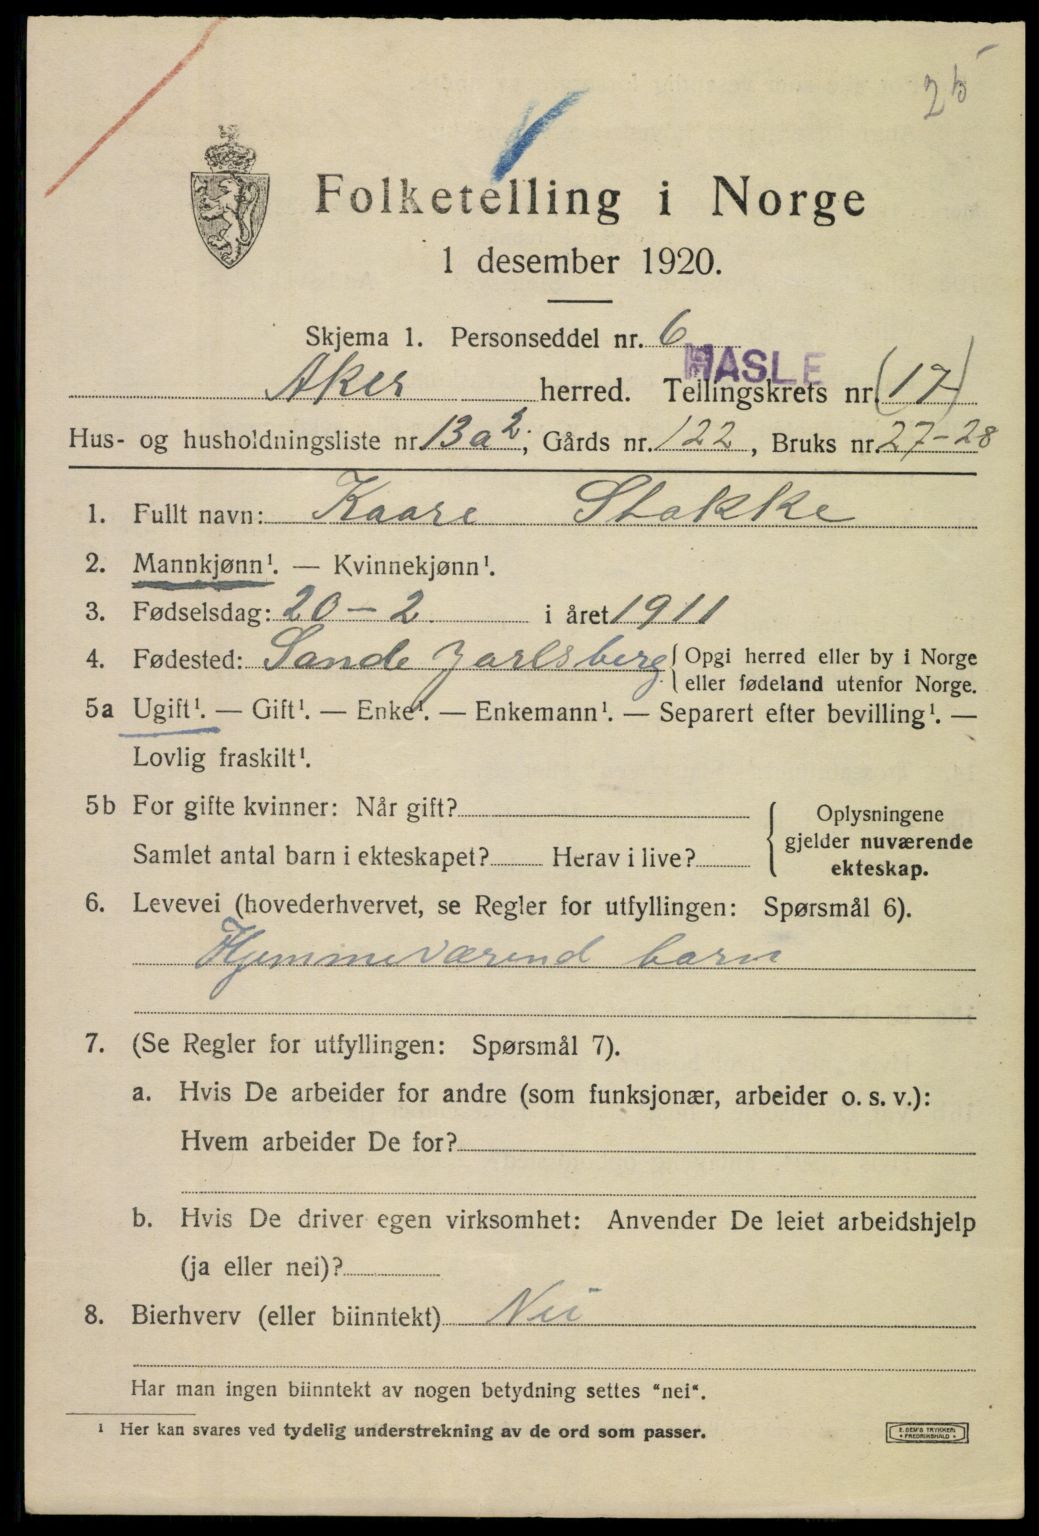 25
Folketelling i Norge
1 desember 1920.
Skjema 1. Personseddel nr. 6
HASLE
Aker herred. Tellingskrets nr. (17)
Hus- og husholdningsliste nr. 13a2; Gårds nr. 122, Bruks nr. 27-28
1. Fullt navn: Kaare Stokke
2. Mannkjønn¹. — Kvinnekjønn¹.
3. Fødselsdag: 20-2 i året 1911
4. Fødested: Sande Jarlsberg { Opgi herred eller by i Norge
eller fødeland utenfor Norge.
5a Ugift¹. — Gift¹. — Enke¹. — Enkemann¹. — Separert efter bevilling¹. —
Lovlig fraskilt¹.
5b For gifte kvinner: Når gift?
Samlet antal barn i ekteskapet? Herav i live?
Oplysningene
gjelder nuværende
ekteskap.
6. Levevei (hovederhvervet, se Regler for utfyllingen: Spørsmål 6).
Hjemmeværend barn
7. (Se Regler for utfyllingen: Spørsmål 7).
a. Hvis De arbeider for andre (som funksjonær, arbeider o. s. v.):
Hvem arbeider De for?
b. Hvis De driver egen virksomhet: Anvender De leiet arbeidshjelp
(ja eller nei)?
8. Bierhverv (eller biinntekt) Nei
Har man ingen biinntekt av nogen betydning settes "nei".
¹ Her kan svares ved tydelig understrekning av de ord som passer.
E. SEM'S TRYKKERI
FREDRIKSHALD